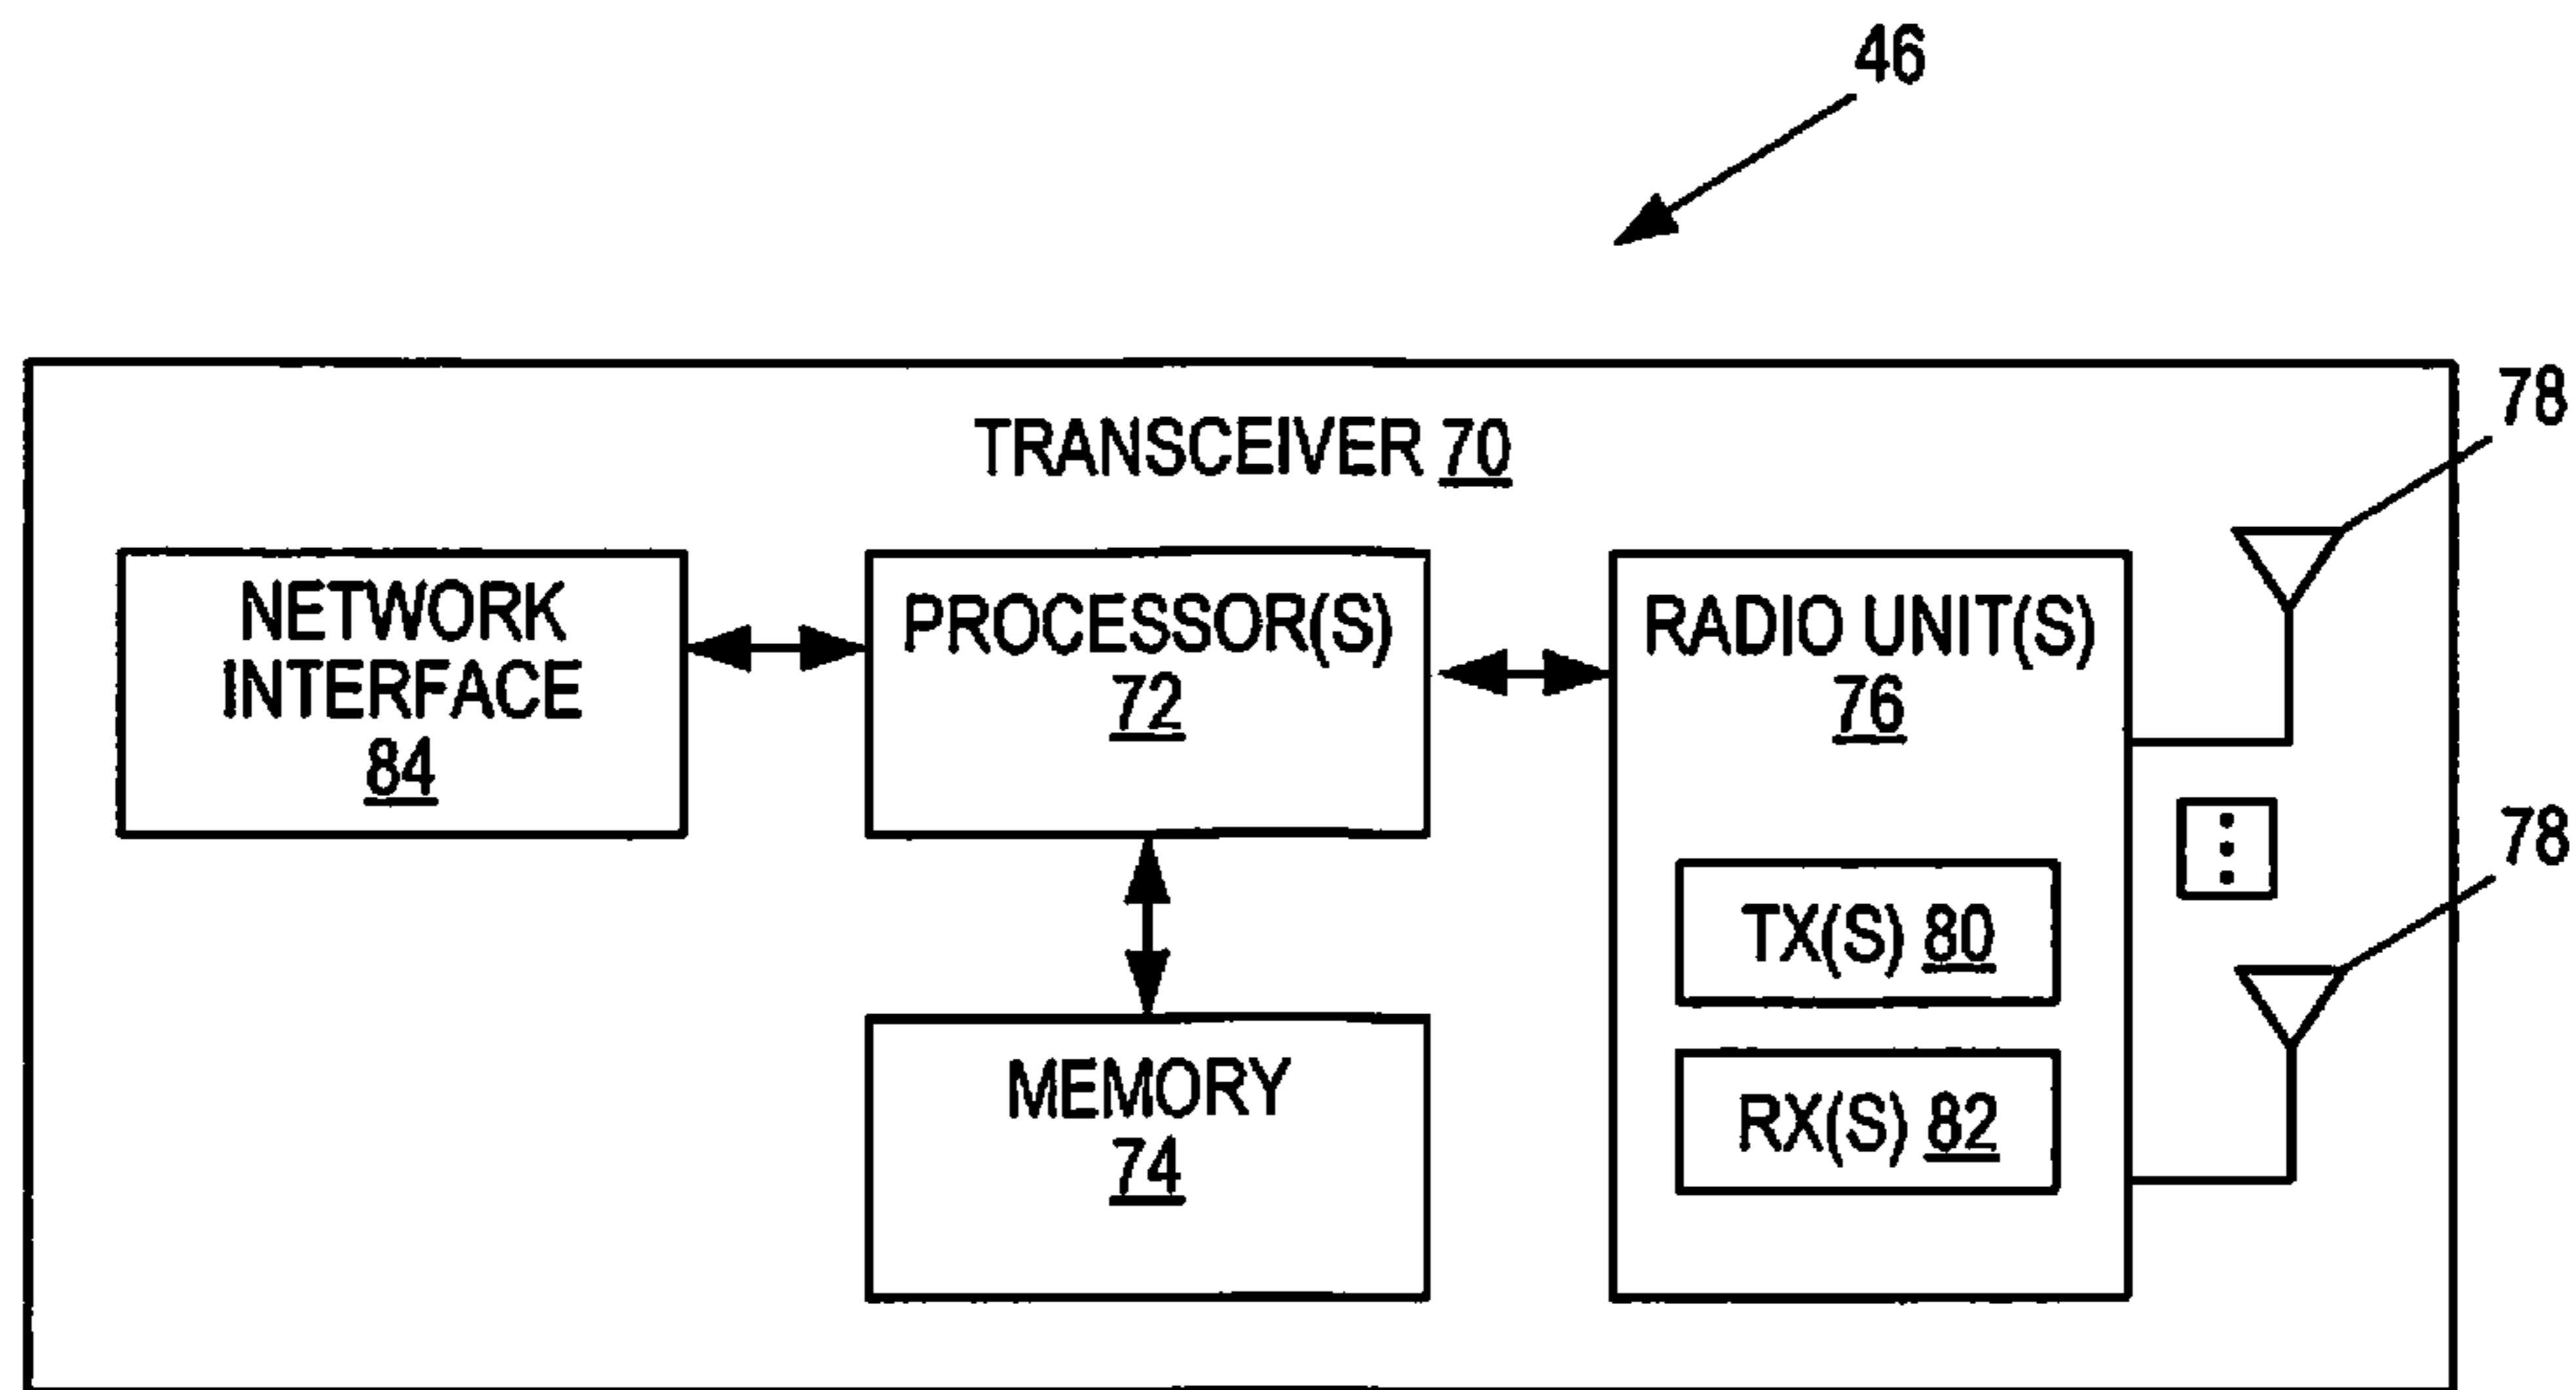 46
TRANSCEIVER 70
78
NETWORK
INTERFACE
84
PROCESSOR(S)
72
RADIO UNIT(S)
76
78
TX(S) 80
RX(S) 82
MEMORY
74